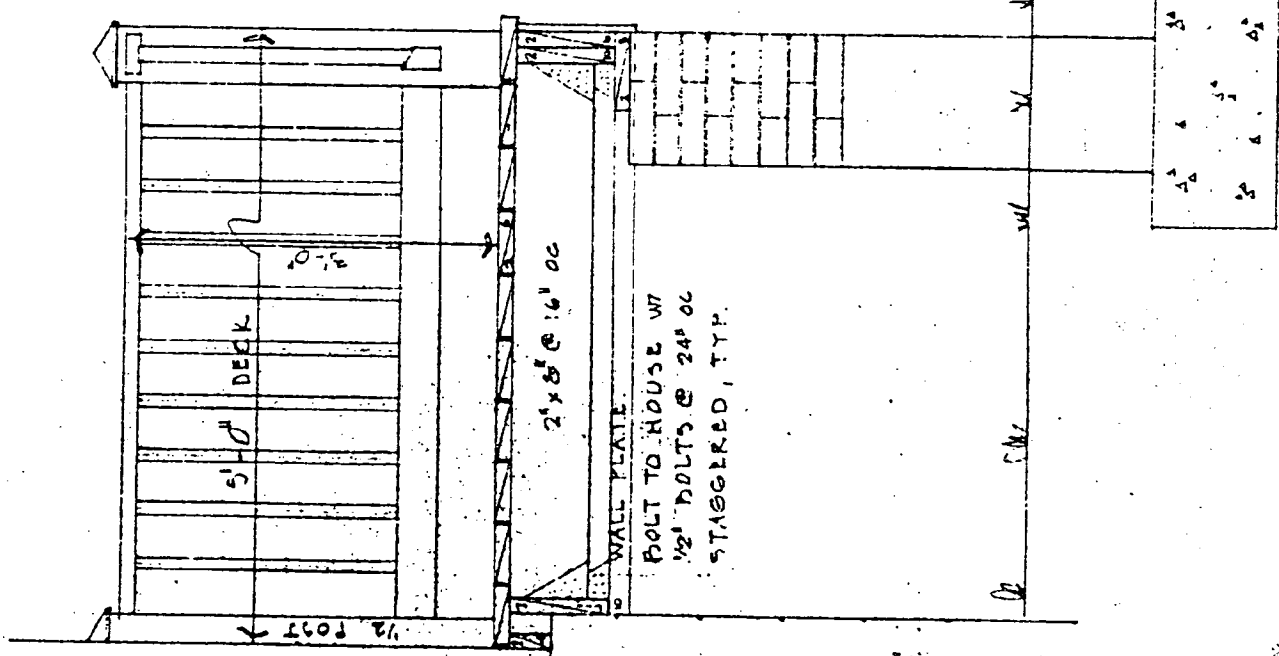 5'-0" DECK
3'-0"
1/2 POST
2"x8" @ 16" OC
WALL PLATE
BOLT TO HOUSE W/
1/2" BOLTS @ 24" OC
STAGGERED, TYP.